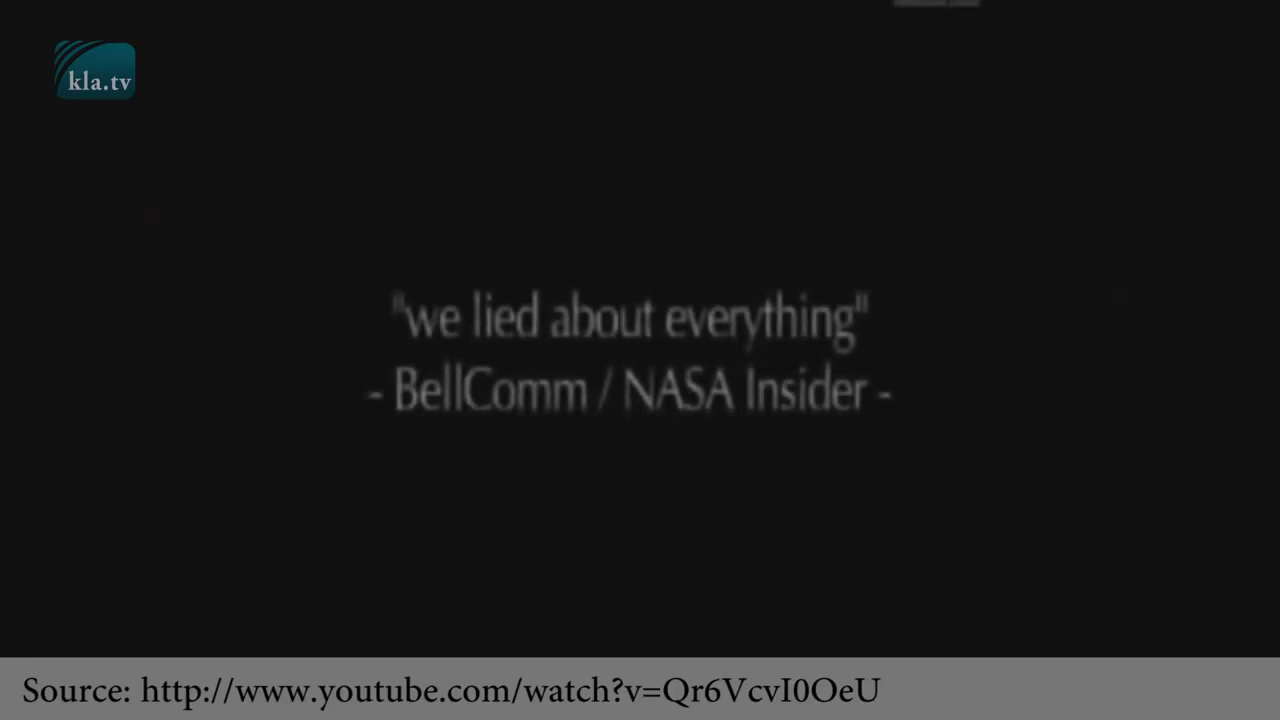 kla.tv
"we lied about everything"
- BellComm / NASA Insider -
Source: http://www.youtube.com/watch?v=Qr6VcvI0OeU